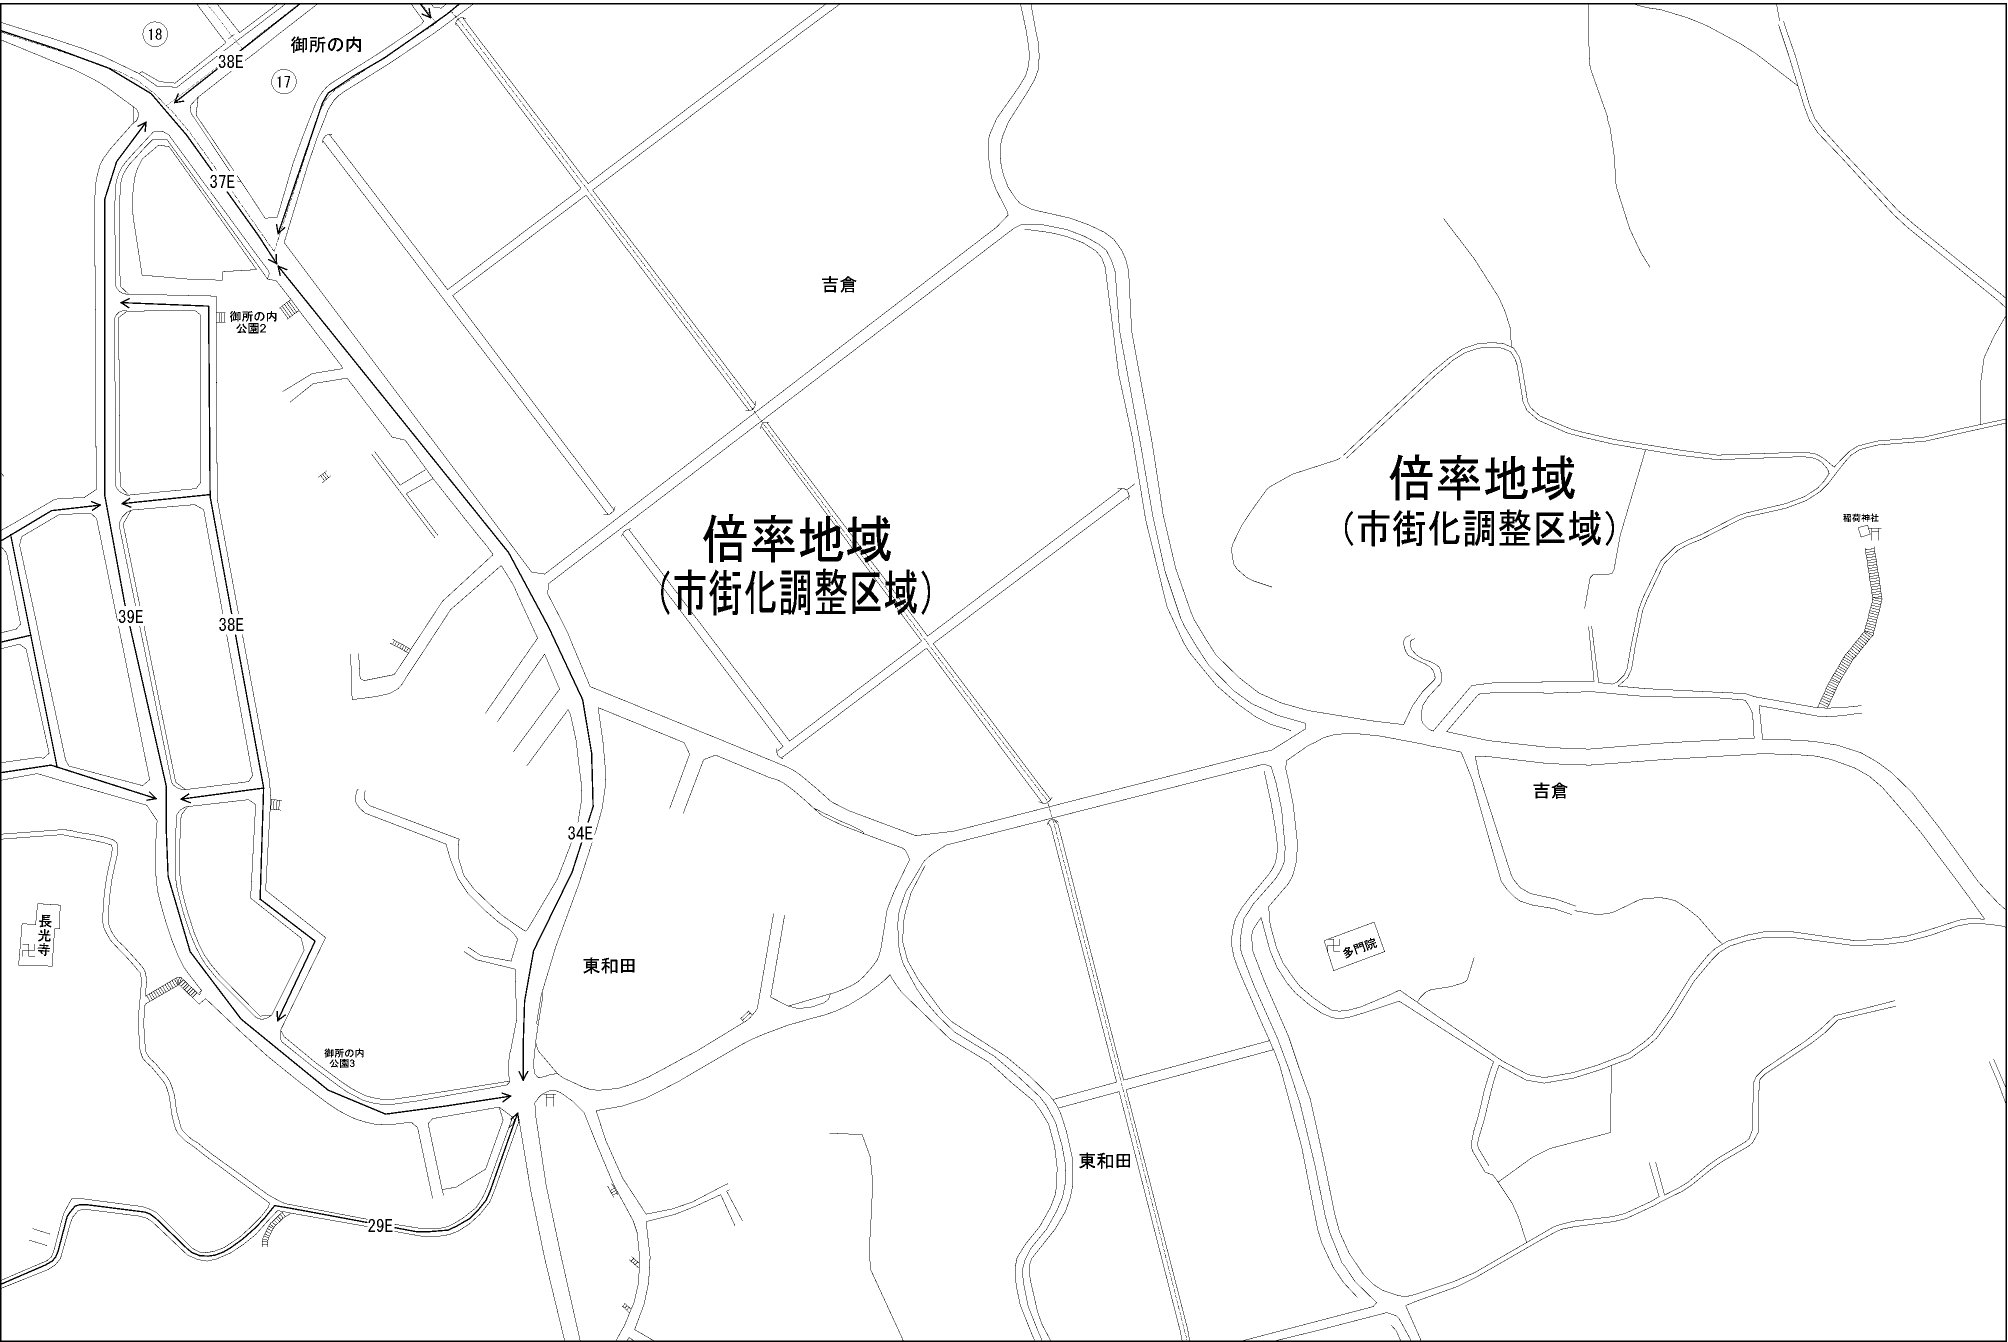 18
38E
御所の内
17
37E
吉倉
御所の内
公園2
倍率地域
(市街化調整区域)
倍率地域
(市街化調整区域)
稲荷神社
39E
38E
吉倉
34E
長光寺
多門院
東和田
御所の内
公園3
東和田
29E